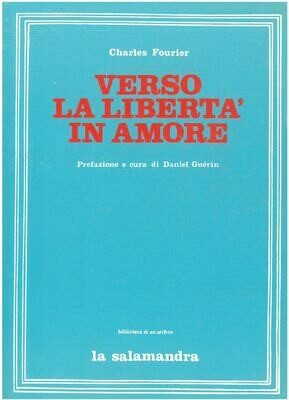 Charles Fourier
VERSO
LA LIBERTA'
IN AMORE
Prefazione e cura di Daniel Guérin
biblioteca di an.archos
la salamandra